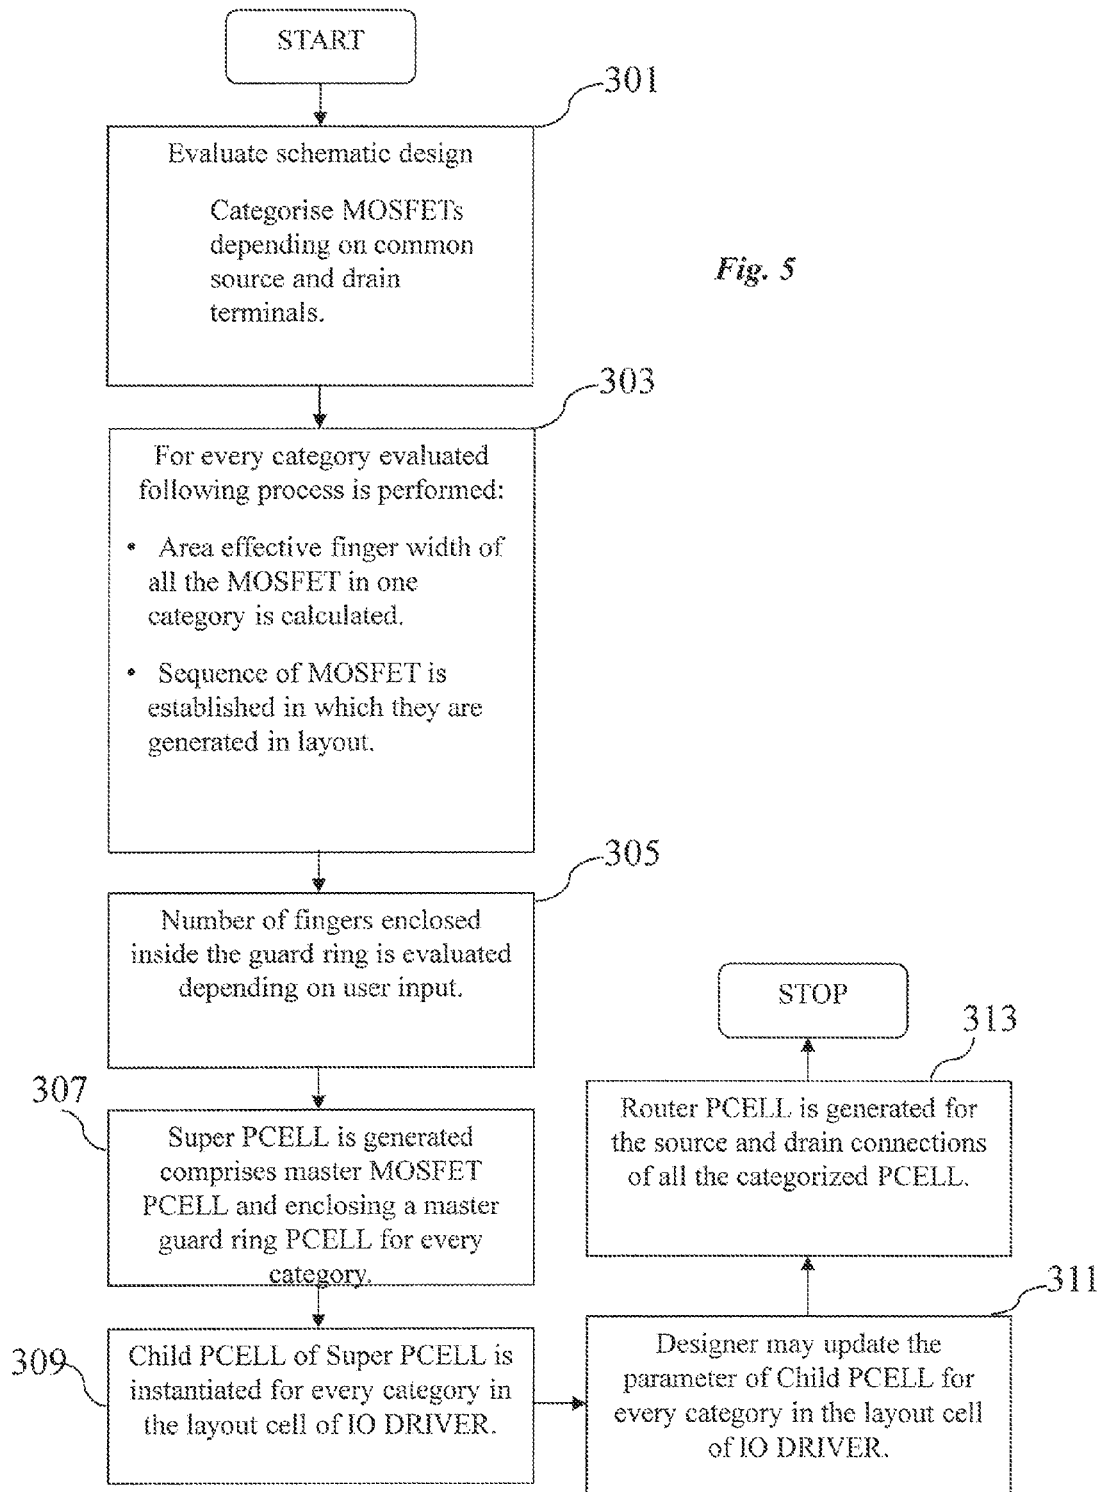 START
301
Evaluate schematic design
Categorise MOSFETs
depending on common
source and drain
terminals.
Fig. 5
303
For every category evaluated
following process is performed:
• Area effective finger width of
all the MOSFET in one
category is calculated.
• Sequence of MOSFET is
established in which they are
generated in layout.
305
Number of fingers enclosed
inside the guard ring is evaluated
depending on user input.
307
Super PCELL is generated
comprises master MOSFET
PCELL and enclosing a master
guard ring PCELL for every
category.
309
Child PCELL of Super PCELL is
instantiated for every category in
the layout cell of IO DRIVER.
311
Designer may update the
parameter of Child PCELL for
every category in the layout cell
of IO DRIVER.
313
Router PCELL is generated for
the source and drain connections
of all the categorized PCELL.
STOP